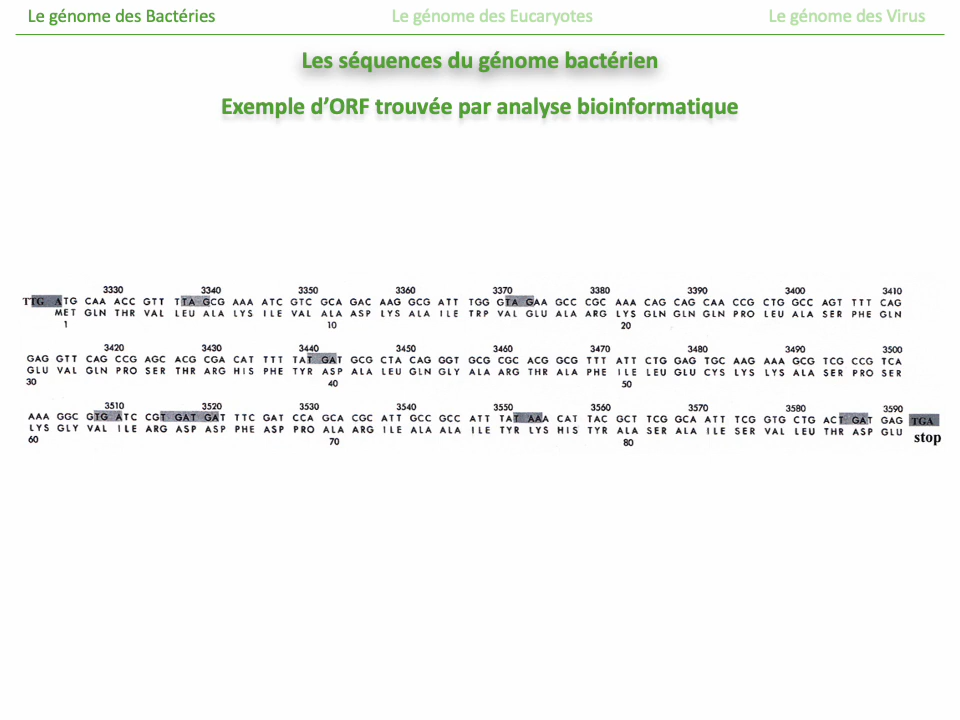 Le génome des Bactéries Le génome des Eucaryotes Le génome des Virus
Les séquences du génome bactérien
Exemple d’ORF trouvée par analyse bioinformatique
3330 3340 3350 3360 3370 3380 3390 3400 3410
TTG ATG CAA ACC GTT TTA GCG AAA ATC GTC GCA GAC AAG GCG ATT TGG GTA GAA GCC CGC AAA CAG CAG CAA CCG CTG GCC AGT TTT CAG
MET GLN THR VAL LEU ALA LYS ILE VAL ALA ASP LYS ALA ILE TRP VAL GLU ALA ARG LYS GLN GLN GLN PRO LEU ALA SER PHE GLN
1 10 20
3420 3430 3440 3450 3460 3470 3480 3490 3500
GAG GTT CAG CCG AGC ACG CGA CAT TTT TAT GAT GCG CTA CAG GGT GCG CGC ACG GCG TTT ATT CTG GAG TGC AAG AAA GCG TCG CCG TCA
GLU VAL GLN PRO SER THR ARG HIS PHE TYR ASP ALA LEU GLN GLY ALA ARG THR ALA PHE ILE LEU GLU CYS LYS LYS ALA SER PRO SER
30 40 50
3510 3520 3530 3540 3550 3560 3570 3580 3590
AAA GGC GTG ATC CGT GAT GAT TTC GAT CCA GCA CGC ATT GCC GCC ATT TAT AAA CAT TAC GCT TCG GCA ATT TCG GTG CTG ACT GAT GAG TGA
LYS GLY VAL ILE ARG ASP ASP PHE ASP PRO ALA ARG ILE ALA ALA ILE TYR LYS HIS TYR ALA SER ALA ILE SER VAL LEU THR ASP GLU stop
60 70 80